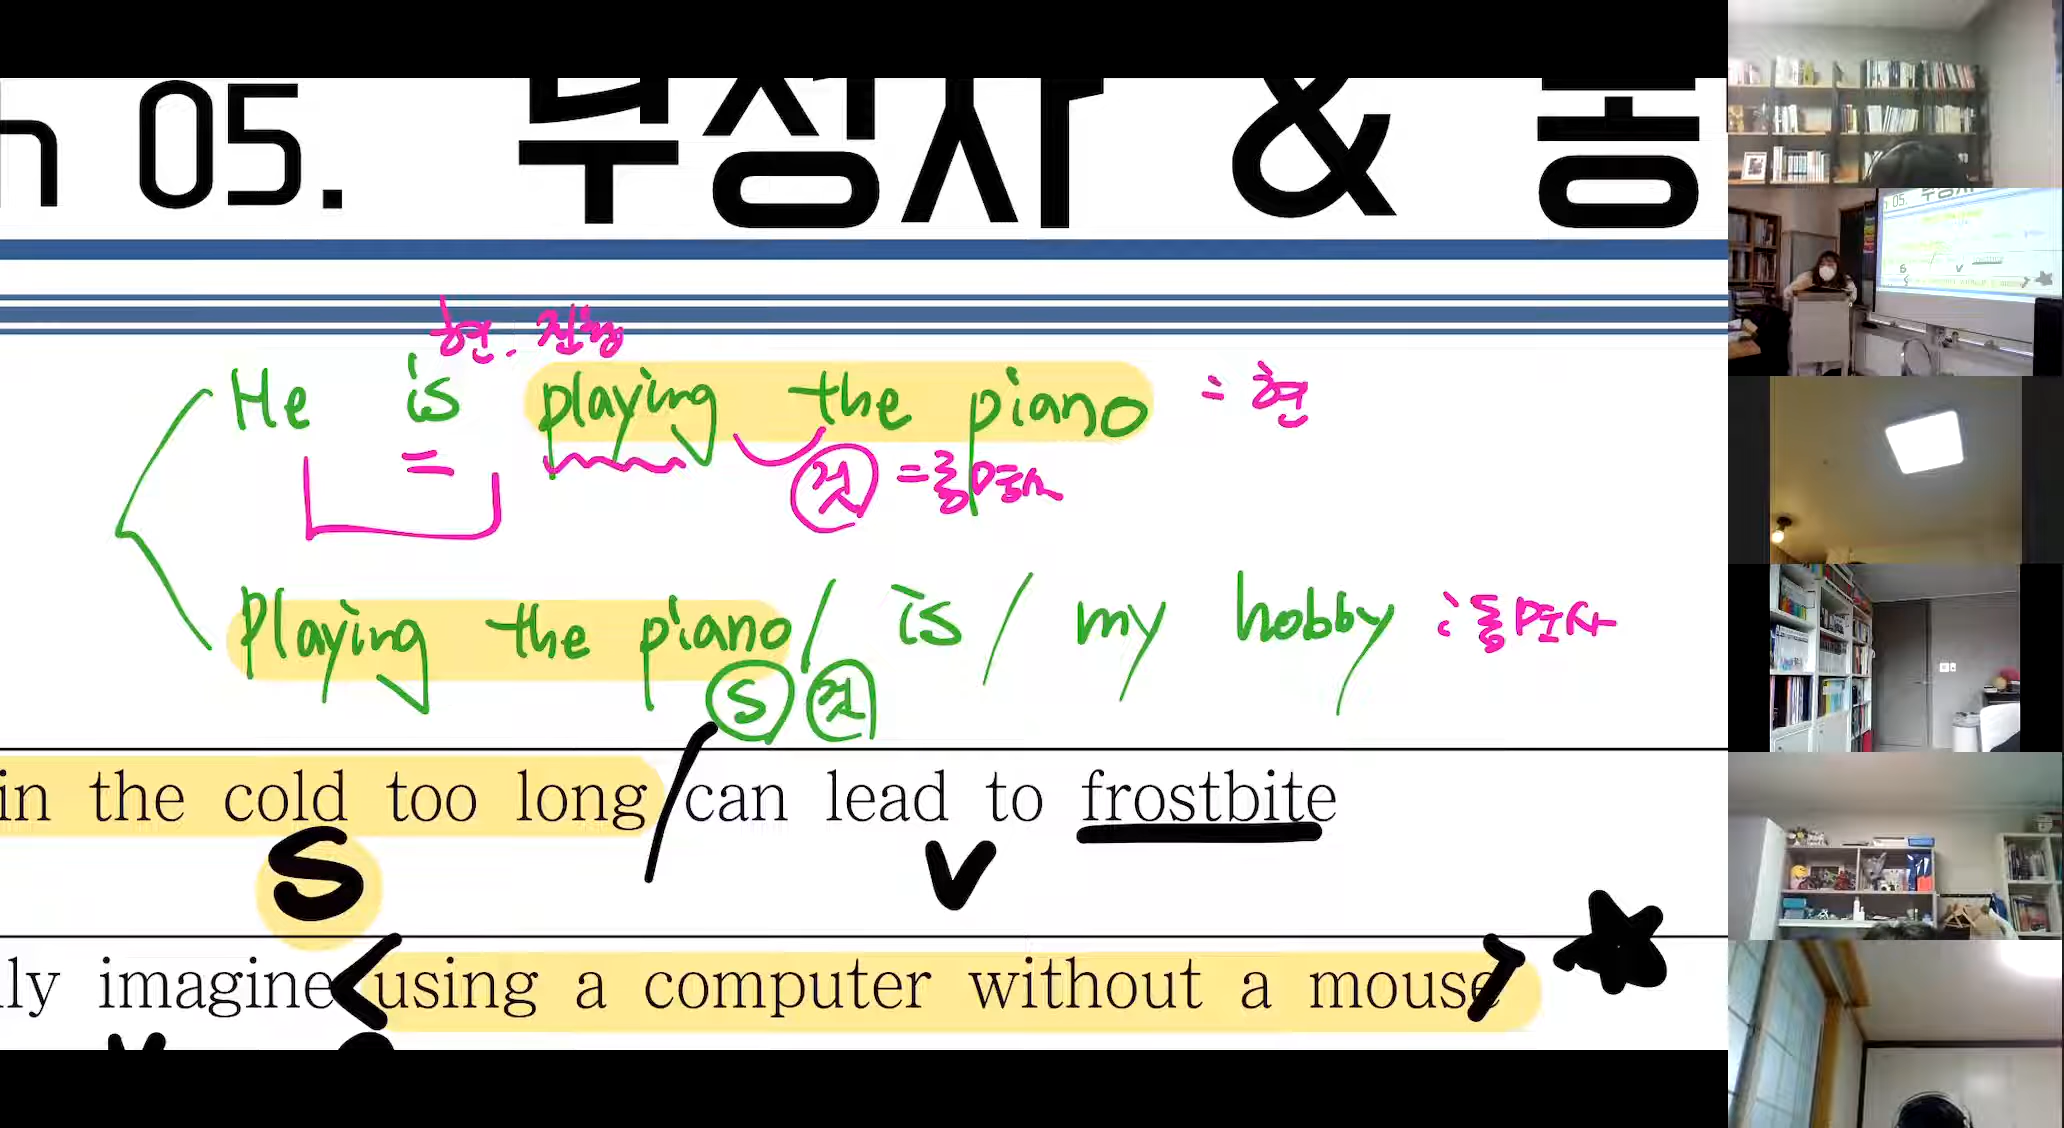 h 05. 부정사 & 동
현. 진행
He is playing the piano = 현
것 = 동명사
Playing the piano / is / my hobby : 동명사
S 것
in the cold too long / can lead to frostbite
S V
ly imagine < using a computer without a mouse >